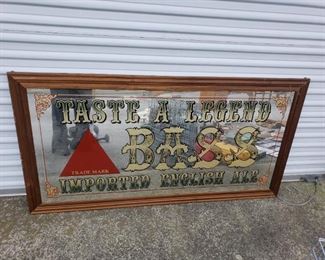 TASTE A LEGEND
BASS
TRADE MARK
IMPORTED ENGLISH ALE